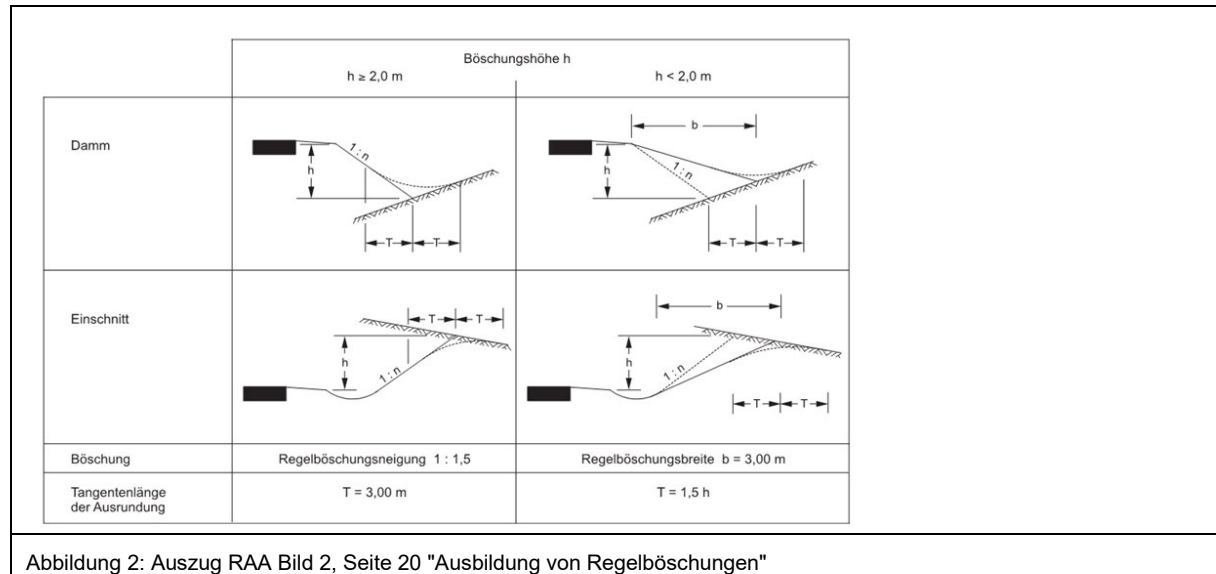 Böschungshöhe h
h ≥ 2,0 m
h < 2,0 m
Damm
1 : n
h
T
T
b
1 : n
h
T
T
Einschnitt
T
T
h
1 : n
b
h
1 : n
T
T
Böschung
Regelböschungsneigung 1 : 1,5
Regelböschungsbreite b = 3,00 m
Tangentenlänge
der Ausrundung
T = 3,00 m
T = 1,5 h
Abbildung 2: Auszug RAA Bild 2, Seite 20 "Ausbildung von Regelböschungen"